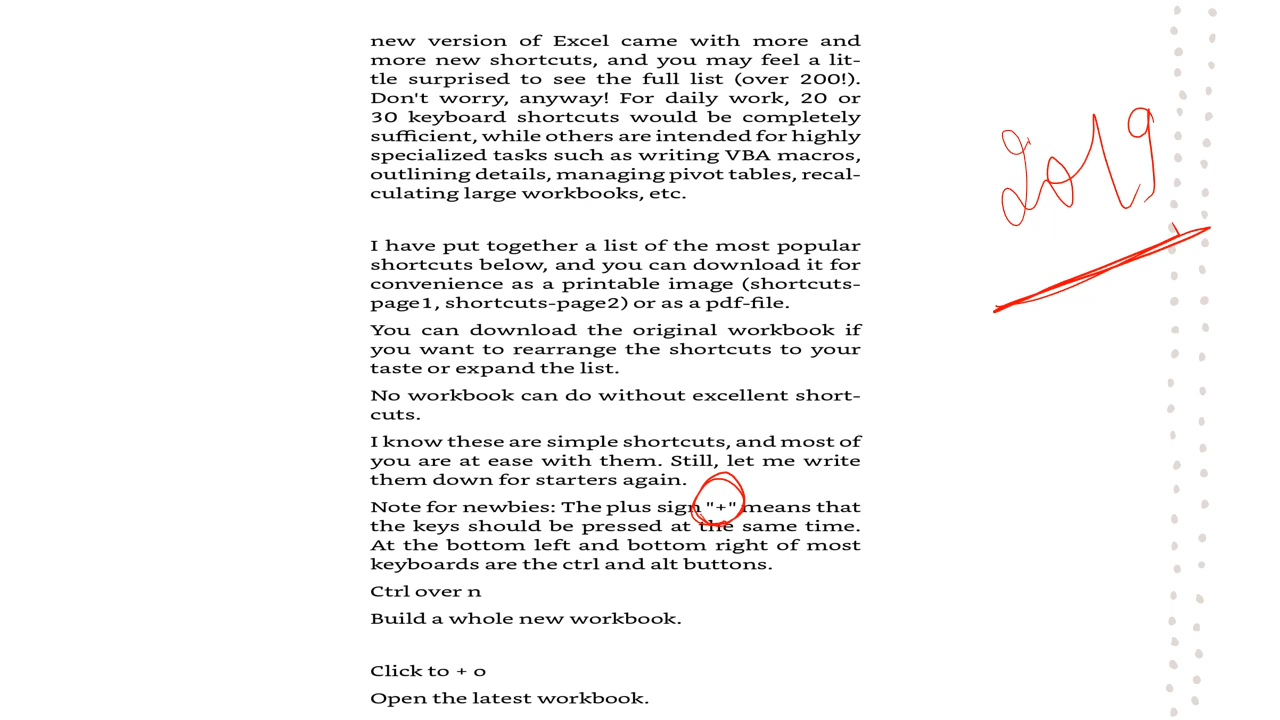 new version of Excel came with more and
more new shortcuts, and you may feel a lit-
tle surprised to see the full list (over 200!).
Don't worry, anyway! For daily work, 20 or
30 keyboard shortcuts would be completely
sufficient, while others are intended for highly
specialized tasks such as writing VBA macros,
outlining details, managing pivot tables, recal-
culating large workbooks, etc.
I have put together a list of the most popular
shortcuts below, and you can download it for
convenience as a printable image (shortcuts-
page1, shortcuts-page2) or as a pdf-file.
You can download the original workbook if
you want to rearrange the shortcuts to your
taste or expand the list.
No workbook can do without excellent short-
cuts.
I know these are simple shortcuts, and most of
you are at ease with them. Still, let me write
them down for starters again.
Note for newbies: The plus sign "+" means that
the keys should be pressed at the same time.
At the bottom left and bottom right of most
keyboards are the ctrl and alt buttons.
Ctrl over n
Build a whole new workbook.
Click to + o
Open the latest workbook.